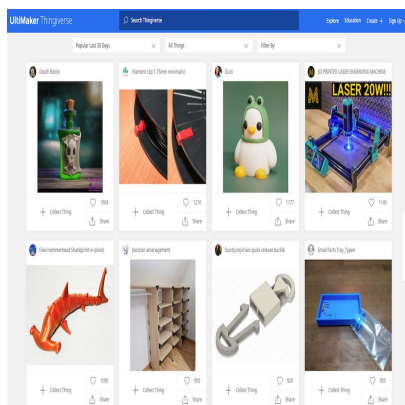 UltiMaker Thingiverse
Search Thingiverse
Explore Education Create + Sign Up
Popular Last 30 Days
All Things
Filter By
Death Bottle
Filament clip 1.75mm minimalist
Duck
3D PRINTED LASER ENGRAVING MACHINE
LASER 20W!!!
+ Collect Thing
1604
Share
+ Collect Thing
1210
Share
+ Collect Thing
1177
Share
+ Collect Thing
1140
Share
Flexi Hammerhead Shark(print-in-place)
Jonction amenagement
Sturdy keychain quick-release buckle
Small Parts Tray_TypeA
+ Collect Thing
1090
Share
+ Collect Thing
950
Share
+ Collect Thing
920
Share
+ Collect Thing
Share